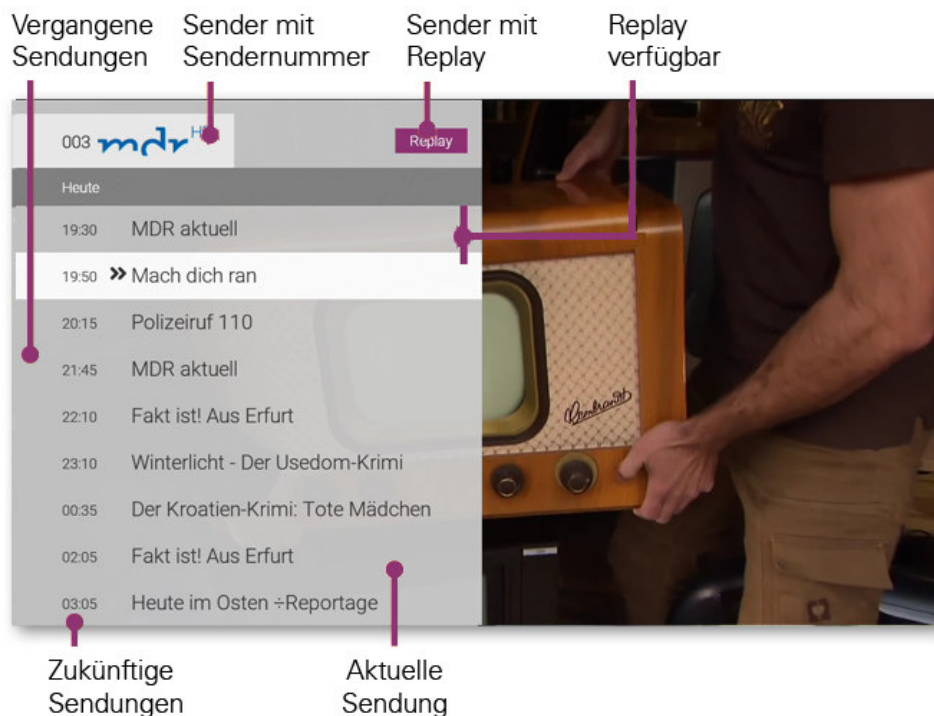 Vergangene
Sendungen
Sender mit
Sendernummer
Sender mit
Replay
Replay
verfügbar
003 mdr HD
Replay
Heute
19:30 MDR aktuell
19:50 » Mach dich ran
20:15 Polizeiruf 110
21:45 MDR aktuell
22:10 Fakt ist! Aus Erfurt
23:10 Winterlicht - Der Usedom-Krimi
00:35 Der Kroatien-Krimi: Tote Mädchen
02:05 Fakt ist! Aus Erfurt
03:05 Heute im Osten ÷Reportage
Rembrandt
Zukünftige
Sendungen
Aktuelle
Sendung